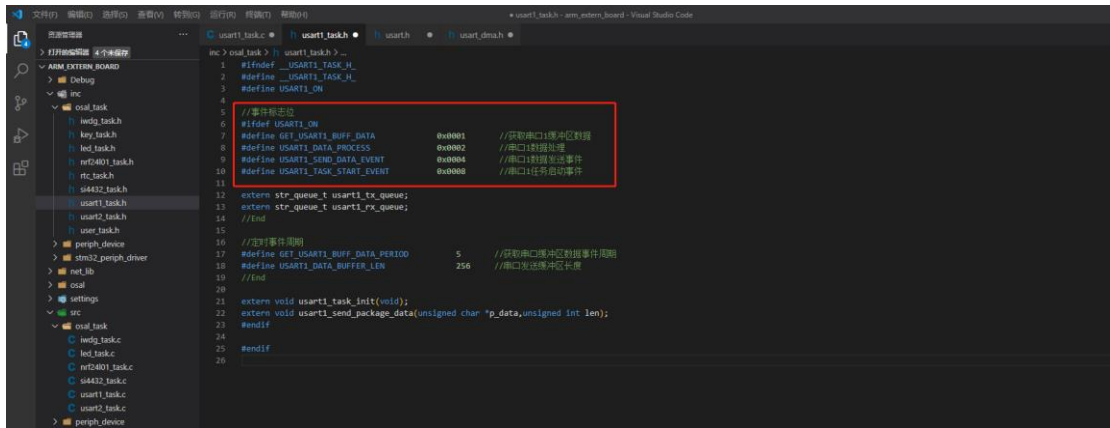 文件(F) 编辑(E) 选择(S) 查看(V) 转到(G) 运行(R) 终端(T) 帮助(H)
● usart1_task.h - arm_extern_board - Visual Studio Code
资源管理器 ...
usart1_task.c ● usart1_task.h ● usart.h ● usart_dma.h ●
> 打开的编辑器 4 个未保存
inc > osal_task > usart1_task.h > ...
ARM_EXTERN_BOARD
> Debug
inc
osal_task
iwdg_task.h
key_task.h
led_task.h
nrf24l01_task.h
rtc_task.h
si4432_task.h
usart1_task.h
usart2_task.h
user_task.h
> periph_device
> stm32_periph_driver
> net_lib
> osal
> settings
src
osal_task
iwdg_task.c
led_task.c
nrf24l01_task.c
si4432_task.c
usart1_task.c
usart2_task.c
> periph_device
1 #ifndef __USART1_TASK_H_
2 #define __USART1_TASK_H_
3 #define USART1_ON
4
5 //事件标志位
6 #ifdef USART1_ON
7 #define GET_USART1_BUFF_DATA 0x0001 //获取串口1缓冲区数据
8 #define USART1_DATA_PROCESS 0x0002 //串口1数据处理
9 #define USART1_SEND_DATA_EVENT 0x0004 //串口1数据发送事件
10 #define USART1_TASK_START_EVENT 0x0008 //串口1任务启动事件
11
12 extern str_queue_t usart1_tx_queue;
13 extern str_queue_t usart1_rx_queue;
14 //End
15
16 //定时事件周期
17 #define GET_USART1_BUFF_DATA_PERIOD 5 //获取串口缓冲区数据事件周期
18 #define USART1_DATA_BUFFER_LEN 256 //串口发送缓冲区长度
19 //End
20
21 extern void usart1_task_init(void);
22 extern void usart1_send_package_data(unsigned char *p_data,unsigned int len);
23 #endif
24
25 #endif
26